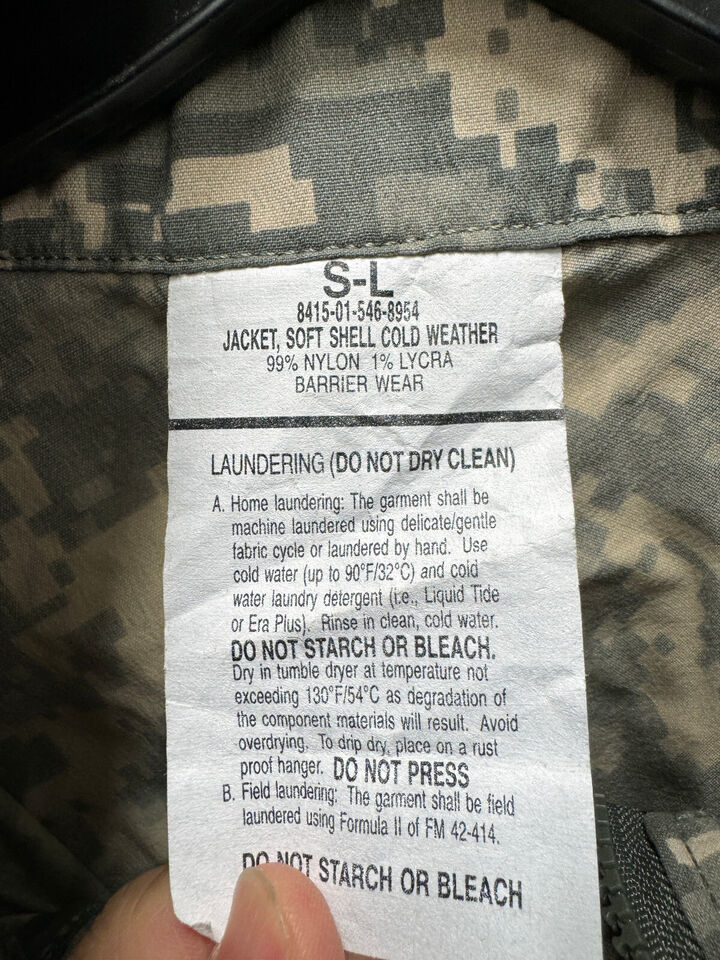 S-L
8415-01-546-8954
JACKET, SOFT SHELL COLD WEATHER
99% NYLON 1% LYCRA
BARRIER WEAR
LAUNDERING (DO NOT DRY CLEAN)
A. Home laundering: The garment shall be
machine laundered using delicate/gentle
fabric cycle or laundered by hand. Use
cold water (up to 90°F/32°C) and cold
water laundry detergent (i.e., Liquid Tide
or Era Plus). Rinse in clean, cold water.
DO NOT STARCH OR BLEACH.
Dry in tumble dryer at temperature not
exceeding 130°F/54°C as degradation of
the component materials will result. Avoid
overdrying. To drip dry, place on a rust
proof hanger. DO NOT PRESS
B. Field laundering: The garment shall be field
laundered using Formula II of FM 42-414.
DO NOT STARCH OR BLEACH